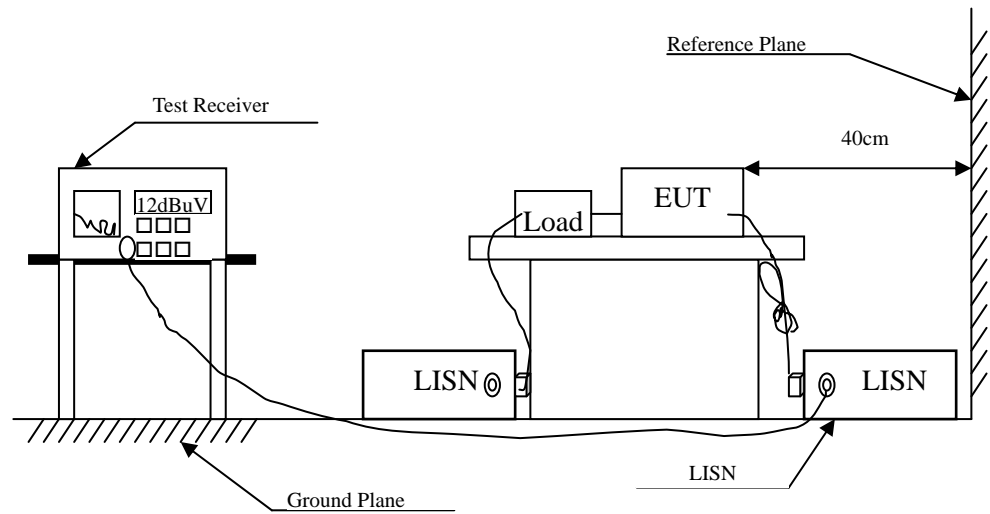 Reference Plane
Test Receiver
40cm
12dBuV
Load
EUT
LISN
LISN
LISN
Ground Plane